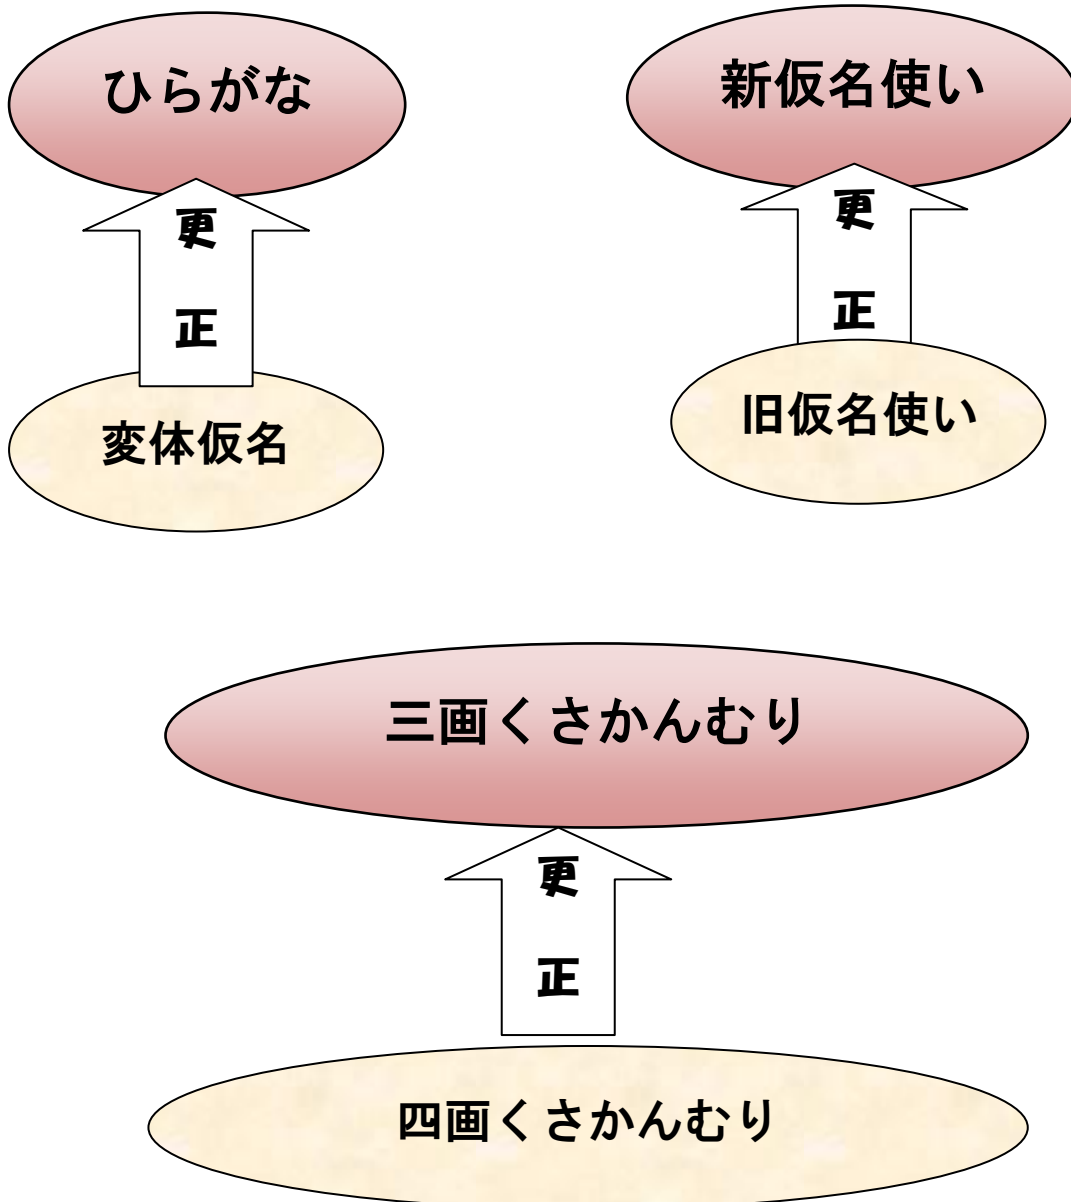 ひらがな
更
正
変体仮名
新仮名使い
更
正
旧仮名使い
三画くさかんむり
更
正
四画くさかんむり